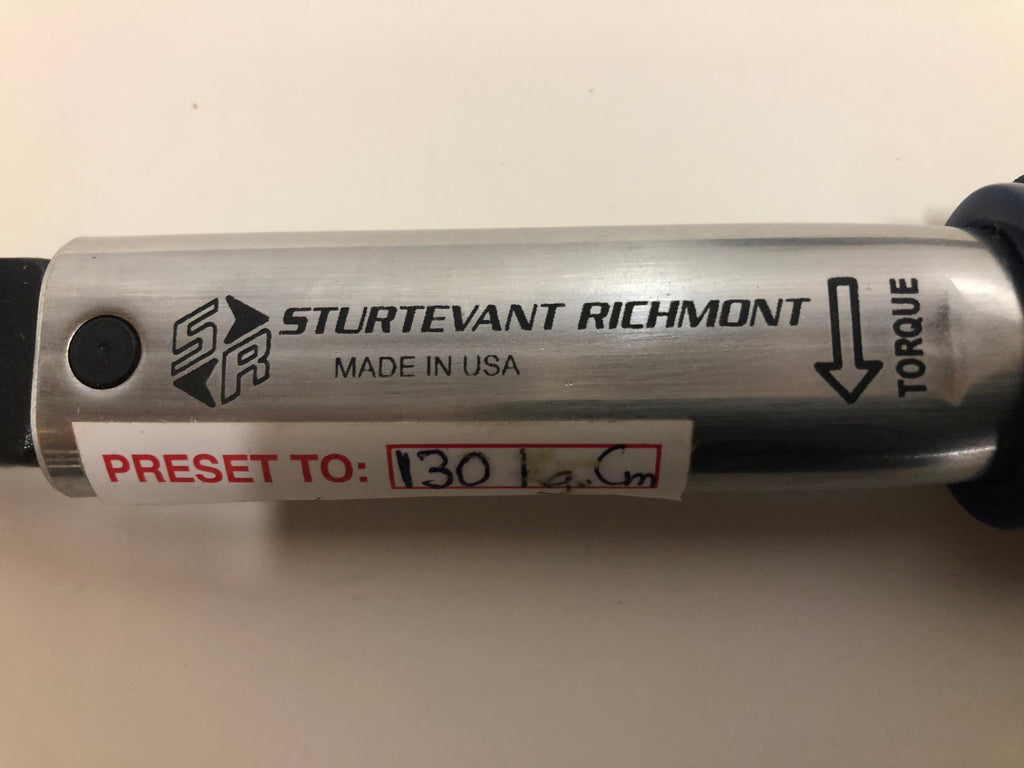 SR STURTEVANT RICHMONT
MADE IN USA
TORQUE
PRESET TO: 130 kg.Cm